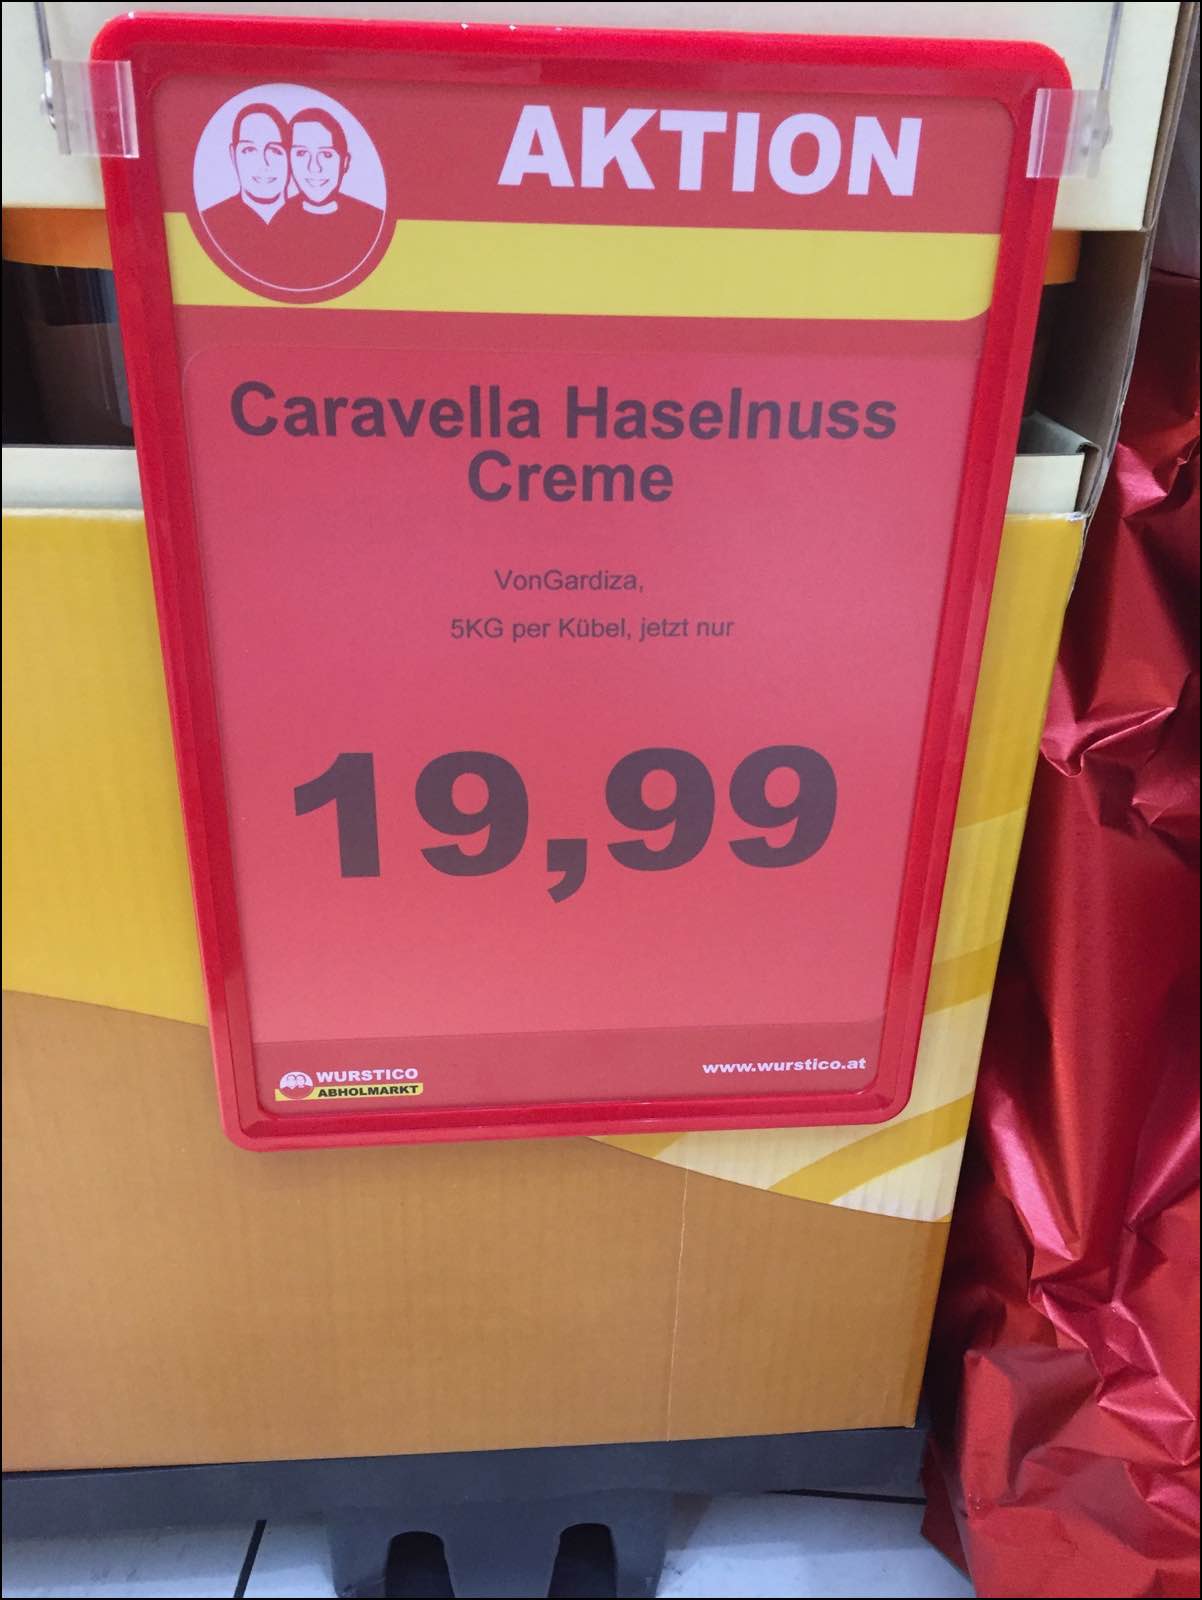 AKTION
Caravella Haselnuss
Creme
VonGardiza,
5KG per Kübel, jetzt nur
19,99
WURSTICO
ABHOLMARKT
www.wurstico.at